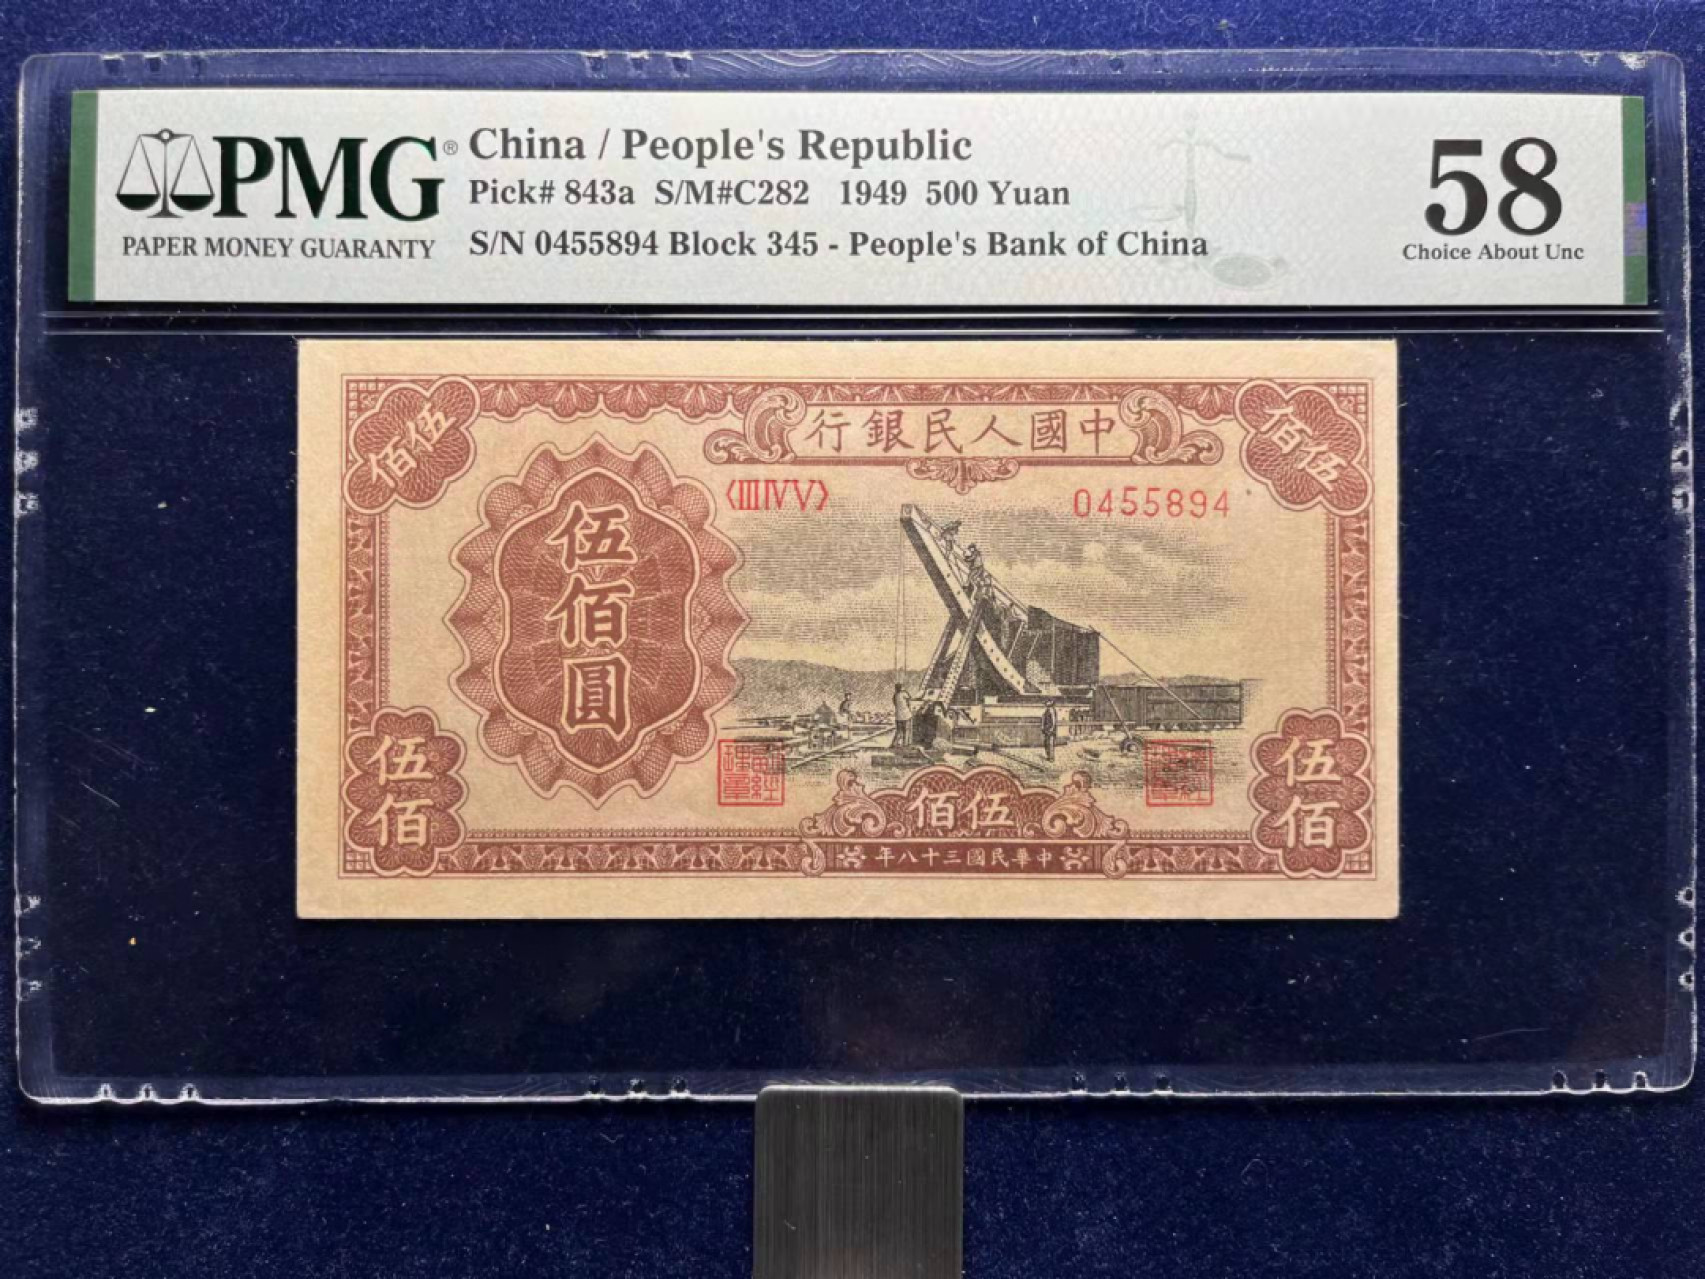 PMG® China / People's Republic
Pick# 843a S/M#C282 1949 500 Yuan
PAPER MONEY GUARANTY
S/N 0455894 Block 345 - People's Bank of China
58
Choice About Unc
佰伍
行銀民人國中
佰伍
〈ⅢⅣⅤ〉
0455894
伍佰圓
伍佰
佰伍
伍佰
年八十三國民華中